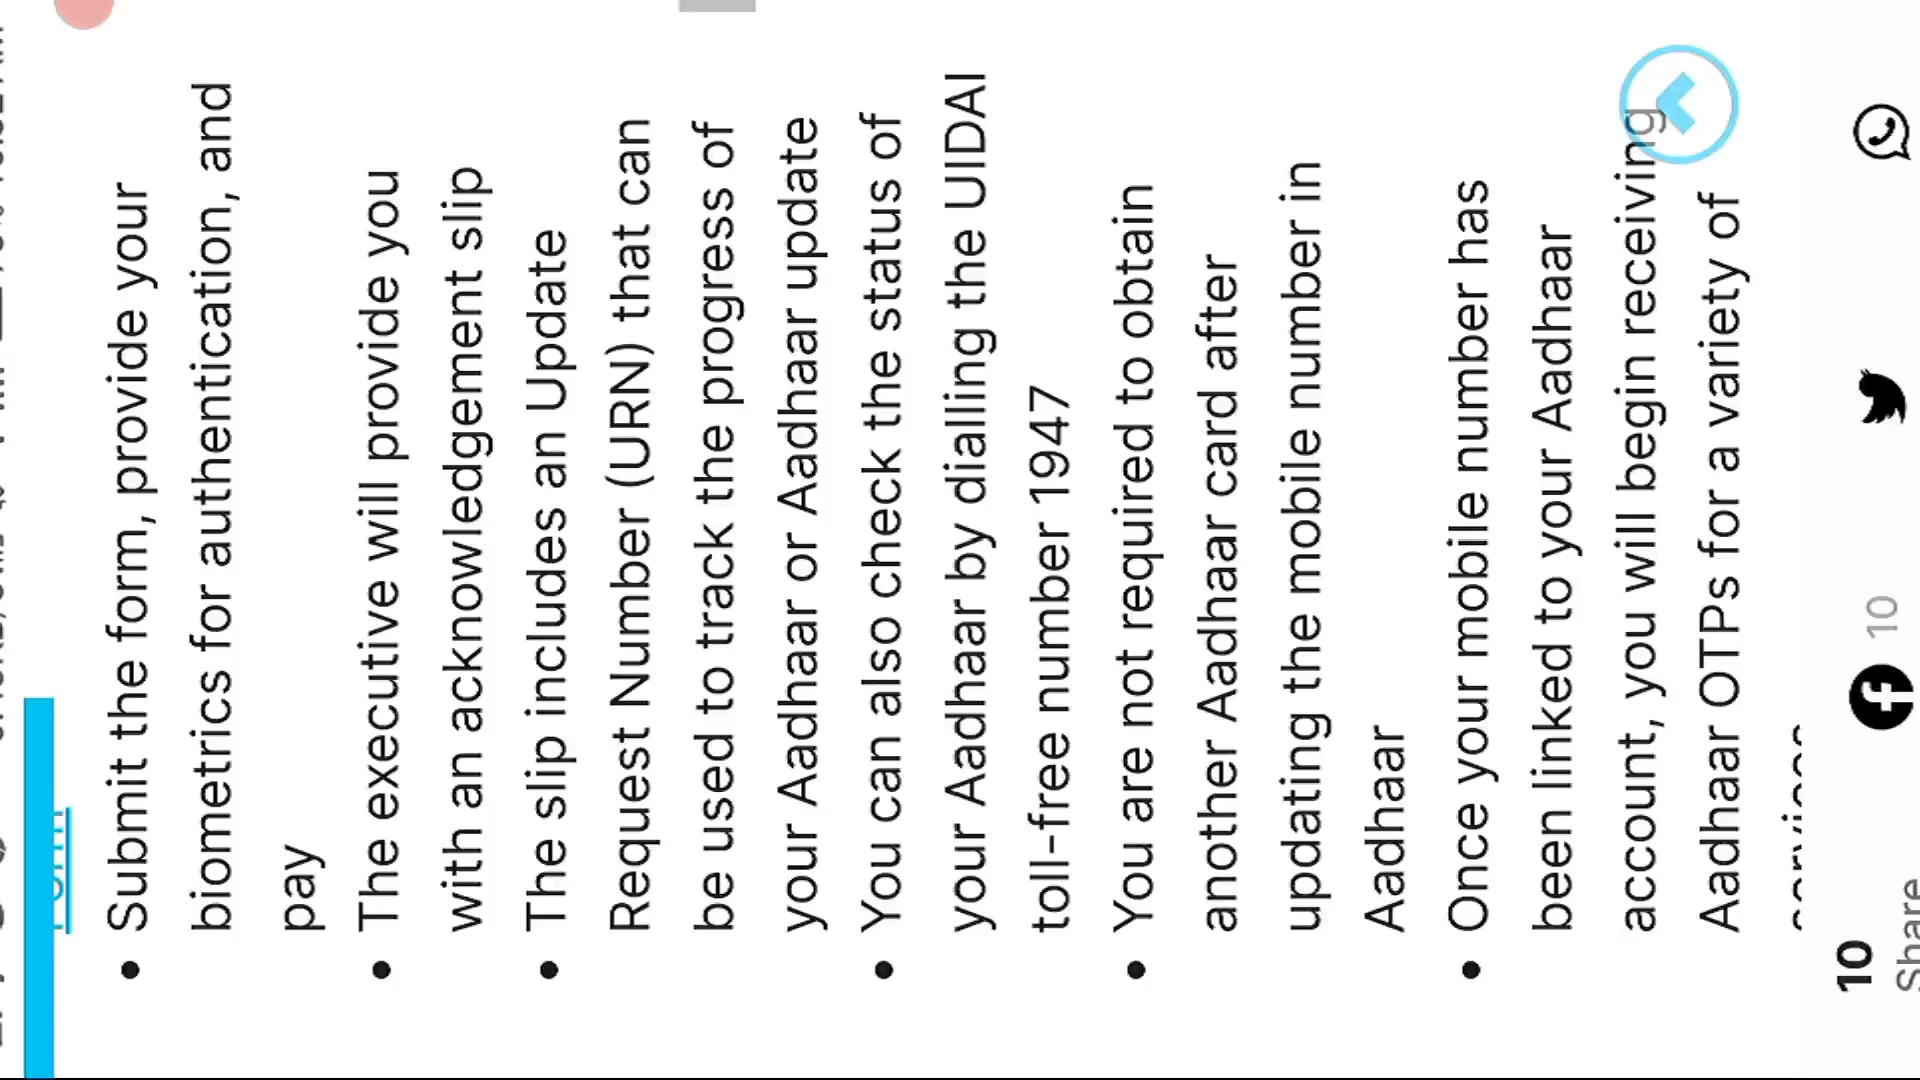 • Submit the form, provide your
biometrics for authentication, and
pay
• The executive will provide you
with an acknowledgement slip
• The slip includes an Update
Request Number (URN) that can
be used to track the progress of
your Aadhaar or Aadhaar update
• You can also check the status of
your Aadhaar by dialling the UIDAI
toll-free number 1947
• You are not required to obtain
another Aadhaar card after
updating the mobile number in
Aadhaar
• Once your mobile number has
been linked to your Aadhaar
account, you will begin receiving
Aadhaar OTPs for a variety of
10
Share
10